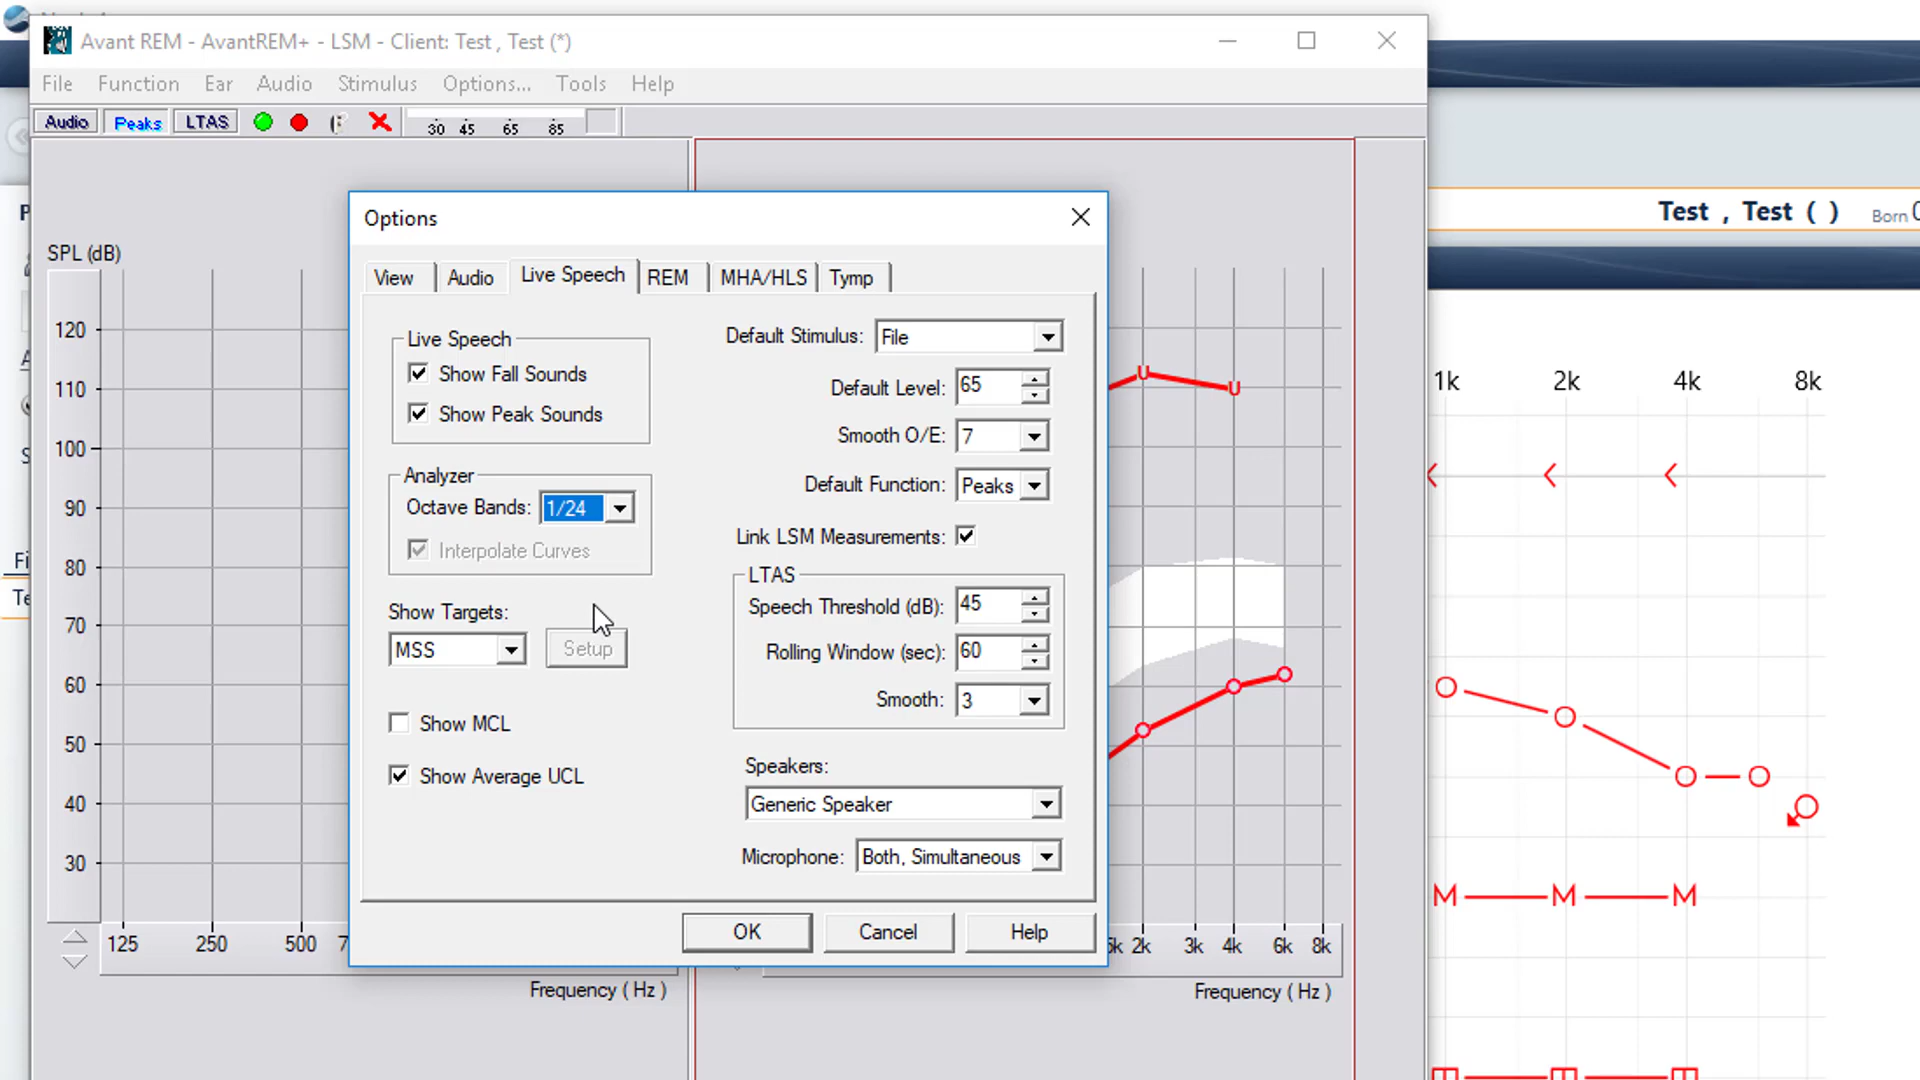 Avant REM - AvantREM+ - LSM - Client: Test , Test (*)
File Function Ear Audio Stimulus Options... Tools Help
Audio Peaks LTAS
30 45 65 85
Options
View Audio Live Speech REM MHA/HLS Tymp
Live Speech
Show Fall Sounds
Show Peak Sounds
Analyzer
Octave Bands: 1/24
Interpolate Curves
Show Targets:
MSS Setup
Show MCL
Show Average UCL
Default Stimulus: File
Default Level: 65
Smooth O/E: 7
Default Function: Peaks
Link LSM Measurements:
LTAS
Speech Threshold (dB): 45
Rolling Window (sec): 60
Smooth: 3
Speakers:
Generic Speaker
Microphone: Both, Simultaneous
OK Cancel Help
SPL (dB)
120
110
100
90
80
70
60
50
40
30
125 250 500 7
Frequency ( Hz )
U U
2k 3k 4k 6k 8k
Frequency ( Hz )
Test , Test ( ) Born
1k 2k 4k 8k
M M M